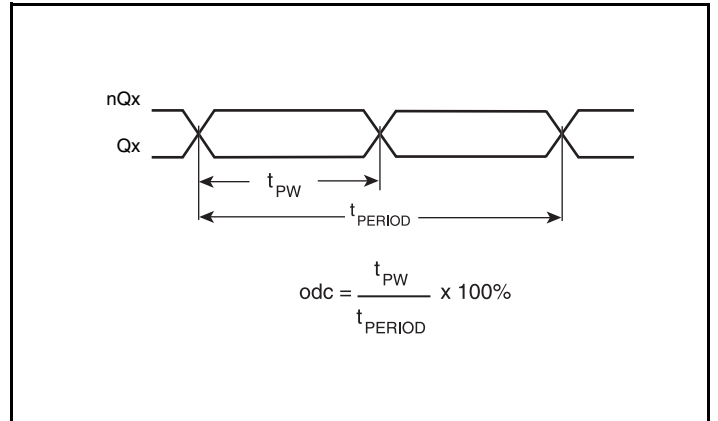 nQx
Qx
tPW
tPERIOD
odc = tPW / tPERIOD x 100%